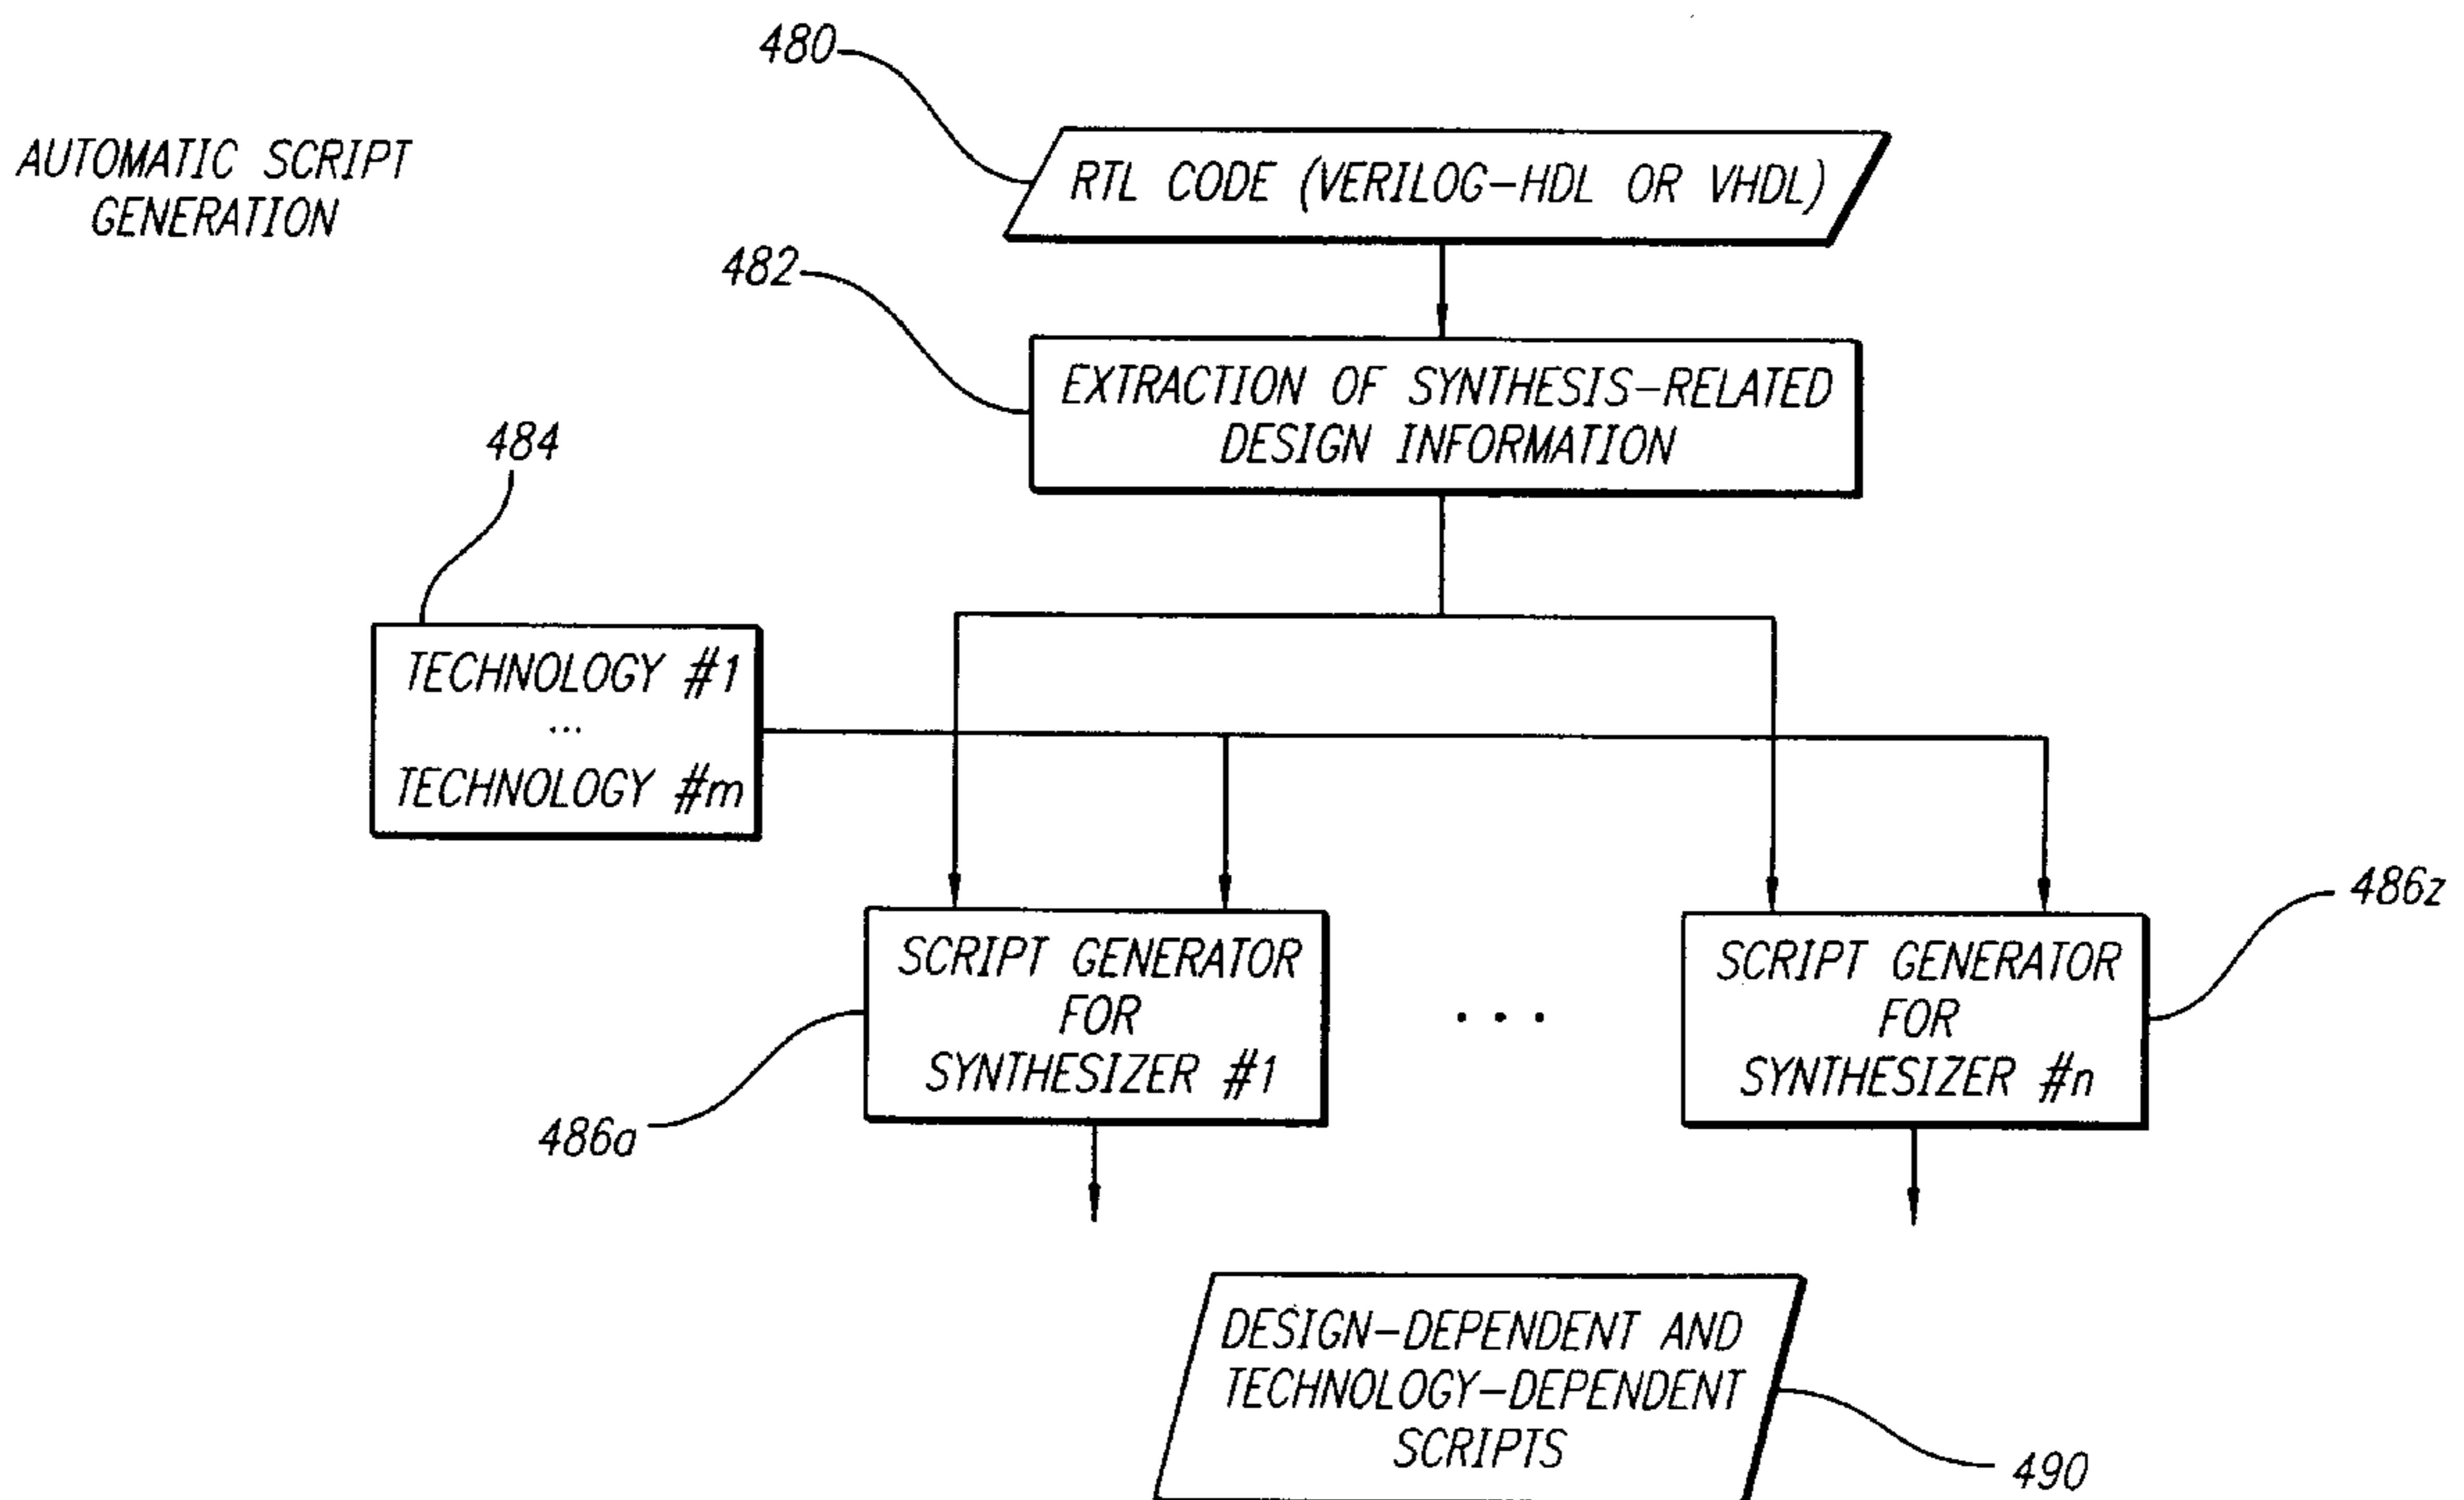 480
AUTOMATIC SCRIPT
GENERATION
RTL CODE (VERILOG-HDL OR VHDL)
482
EXTRACTION OF SYNTHESIS-RELATED
DESIGN INFORMATION
484
TECHNOLOGY #1
...
TECHNOLOGY #m
486z
SCRIPT GENERATOR
FOR
SYNTHESIZER #1
486a
. . .
SCRIPT GENERATOR
FOR
SYNTHESIZER #n
DESIGN-DEPENDENT AND
TECHNOLOGY-DEPENDENT
SCRIPTS
490